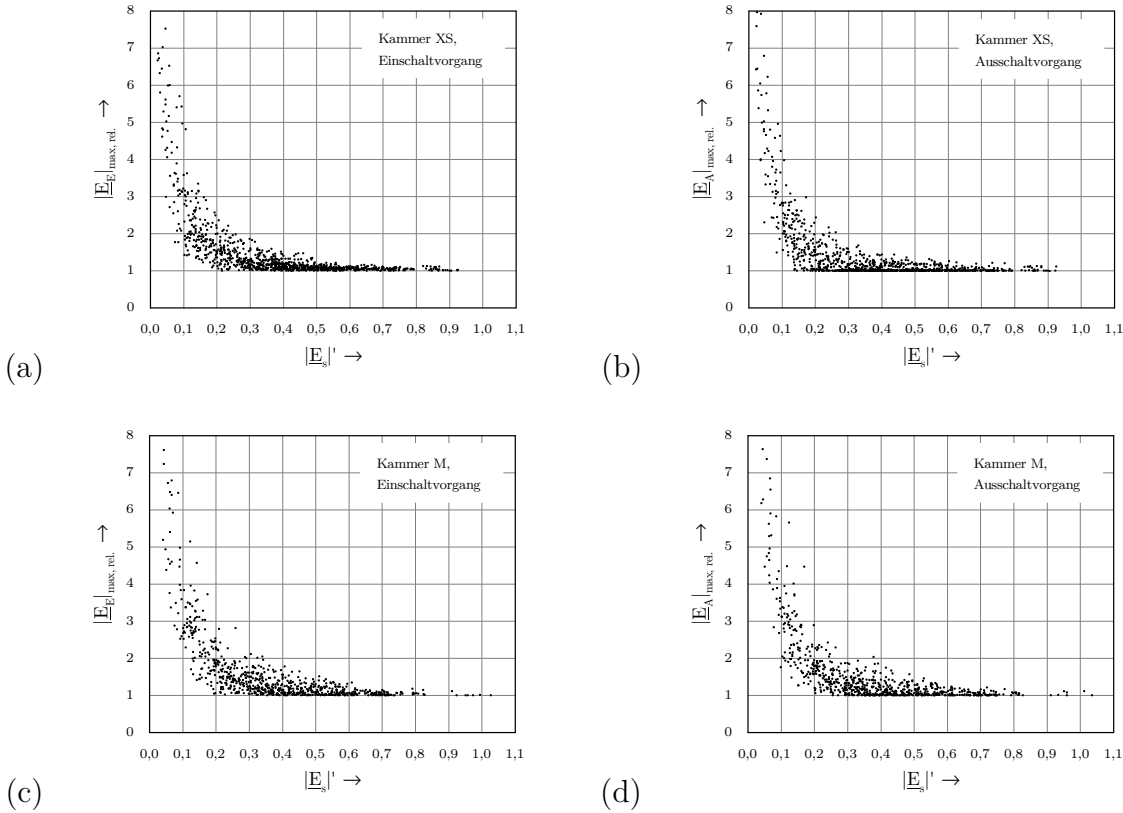 8
7
6
5
4
3
2
1
0
|E_E|max, rel. →
Kammer XS,
Einschaltvorgang
0,0 0,1 0,2 0,3 0,4 0,5 0,6 0,7 0,8 0,9 1,0 1,1
|E_s|' →
(a)
8
7
6
5
4
3
2
1
0
|E_A|max, rel. →
Kammer XS,
Ausschaltvorgang
0,0 0,1 0,2 0,3 0,4 0,5 0,6 0,7 0,8 0,9 1,0 1,1
|E_s|' →
(b)
8
7
6
5
4
3
2
1
0
|E_E|max, rel. →
Kammer M,
Einschaltvorgang
0,0 0,1 0,2 0,3 0,4 0,5 0,6 0,7 0,8 0,9 1,0 1,1
|E_s|' →
(c)
8
7
6
5
4
3
2
1
0
|E_A|max, rel. →
Kammer M,
Ausschaltvorgang
0,0 0,1 0,2 0,3 0,4 0,5 0,6 0,7 0,8 0,9 1,0 1,1
|E_s|' →
(d)